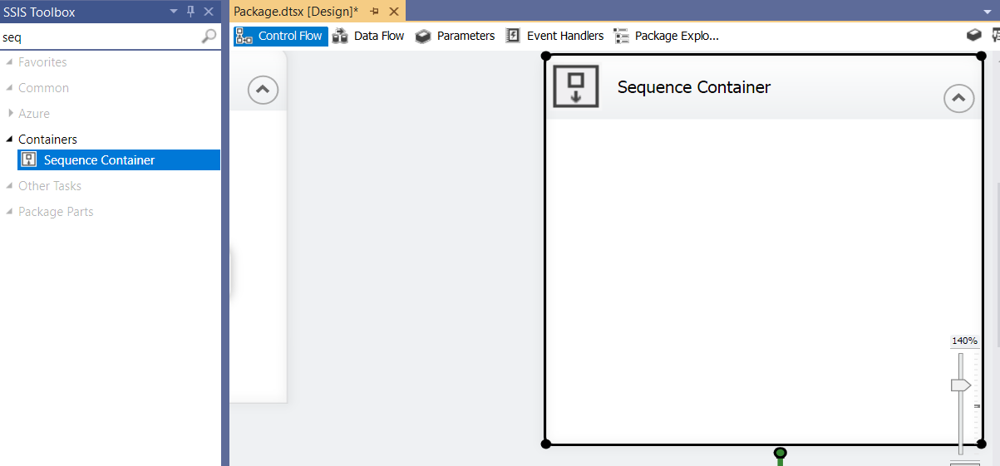 SSIS Toolbox
seq
Favorites
Common
Azure
Containers
Sequence Container
Other Tasks
Package Parts
Package.dtsx [Design]*
Control Flow Data Flow Parameters Event Handlers Package Explo...
Sequence Container
140%